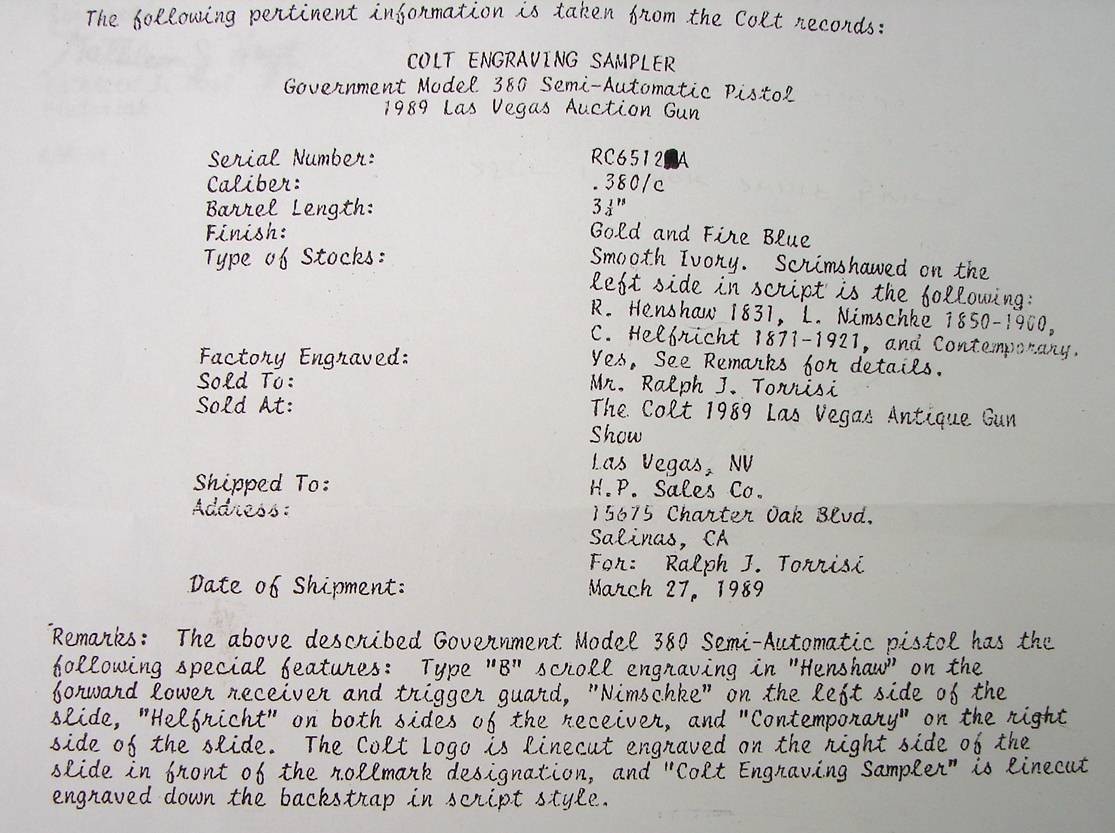 The following pertinent information is taken from the Colt records:
COLT ENGRAVING SAMPLER
Government Model 380 Semi-Automatic Pistol
1989 Las Vegas Auction Gun
Serial Number: RC6512 A
Caliber: .380/c
Barrel Length: 3¼"
Finish: Gold and Fire Blue
Type of Stocks: Smooth Ivory. Scrimshawed on the
left side in script is the following:
R. Henshaw 1831, L. Nimschke 1850-1900,
C. Helfricht 1871-1921, and Contemporary.
Factory Engraved: Yes, See Remarks for details.
Sold To: Mr. Ralph J. Torrisi
Sold At: The Colt 1989 Las Vegas Antique Gun
Show
Las Vegas, NV
Shipped To: H.P. Sales Co.
Address: 15675 Charter Oak Blvd.
Salinas, CA
For: Ralph J. Torrisi
Date of Shipment: March 27, 1989
Remarks: The above described Government Model 380 Semi-Automatic pistol has the
following special features: Type "B" scroll engraving in "Henshaw" on the
forward lower receiver and trigger guard, "Nimschke" on the left side of the
slide, "Helfricht" on both sides of the receiver, and "Contemporary" on the right
side of the slide. The Colt Logo is linecut engraved on the right side of the
slide in front of the rollmark designation, and "Colt Engraving Sampler" is linecut
engraved down the backstrap in script style.